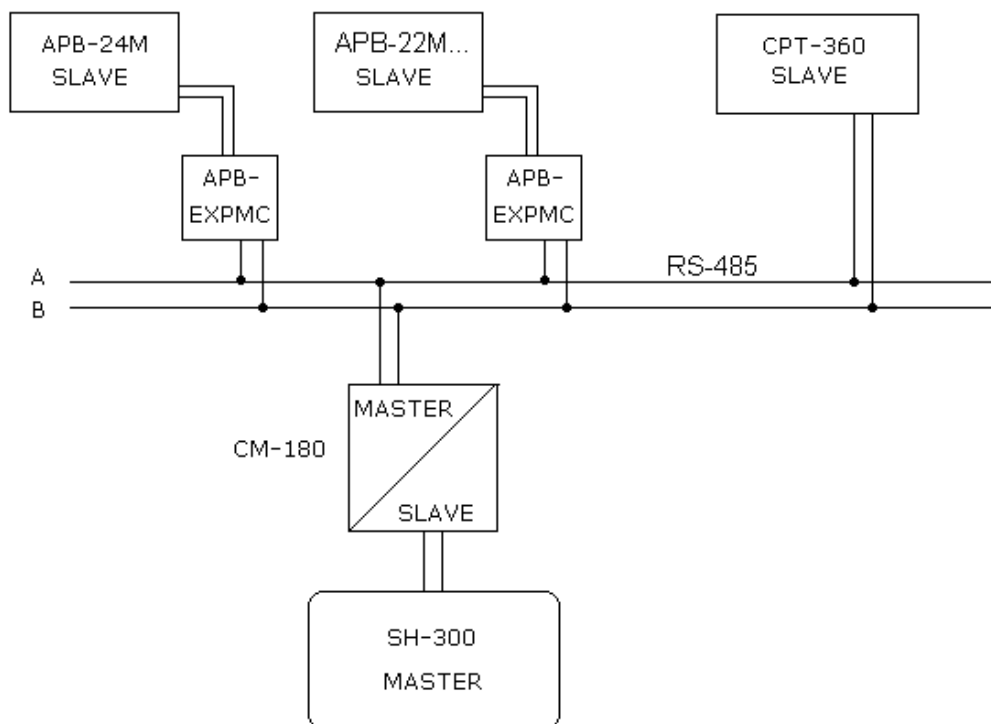 APB-24M
SLAVE
APB-22M...
SLAVE
CPT-360
SLAVE
APB-
EXPMC
APB-
EXPMC
RS-485
A
B
MASTER
CM-180
SLAVE
SH-300
MASTER